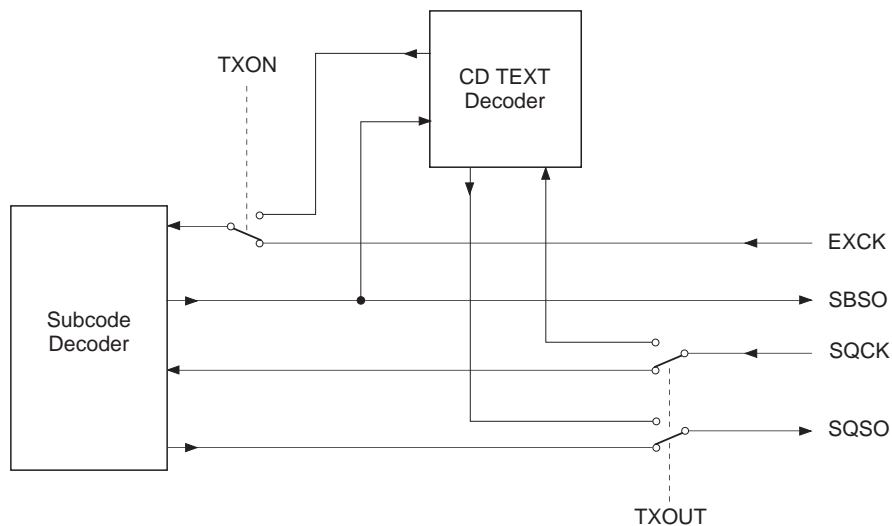 TXON
CD TEXT
Decoder
EXCK
SBSO
Subcode
Decoder
SQCK
SQSO
TXOUT